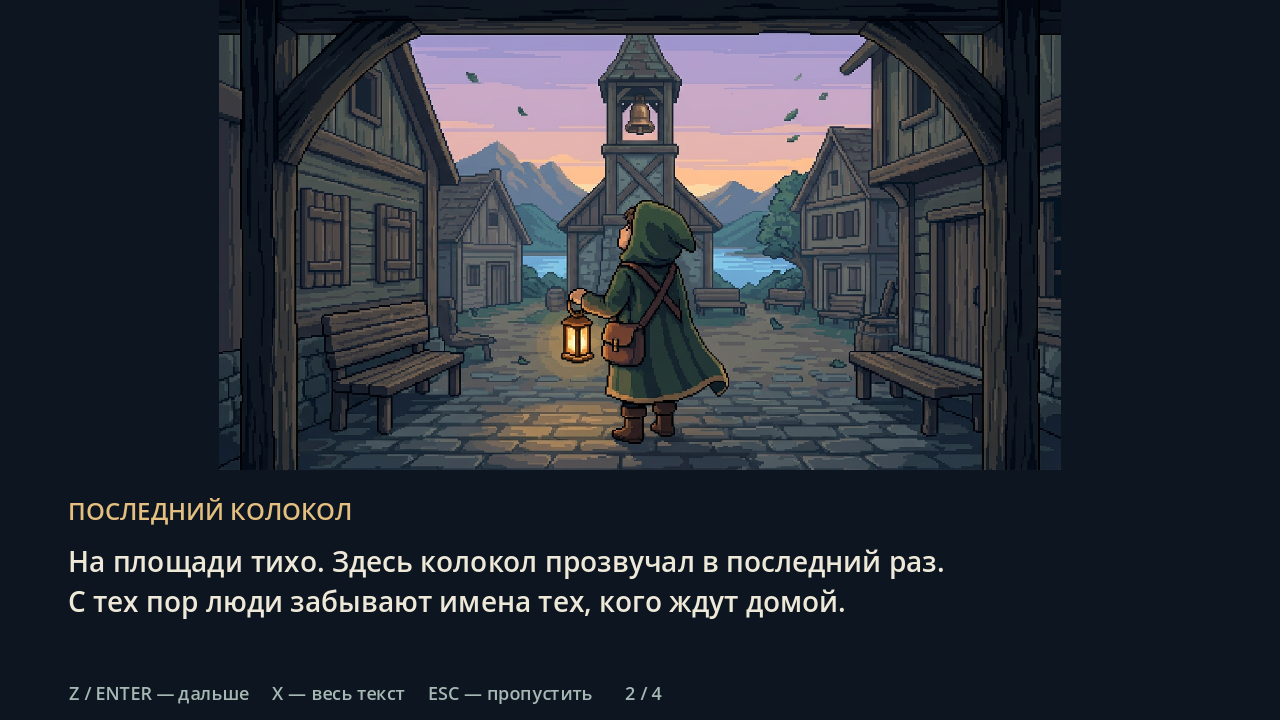 ПОСЛЕДНИЙ КОЛОКОЛ
На площади тихо. Здесь колокол прозвучал в последний раз.
С тех пор люди забывают имена тех, кого ждут домой.
Z / ENTER — дальше X — весь текст ESC — пропустить 2 / 4